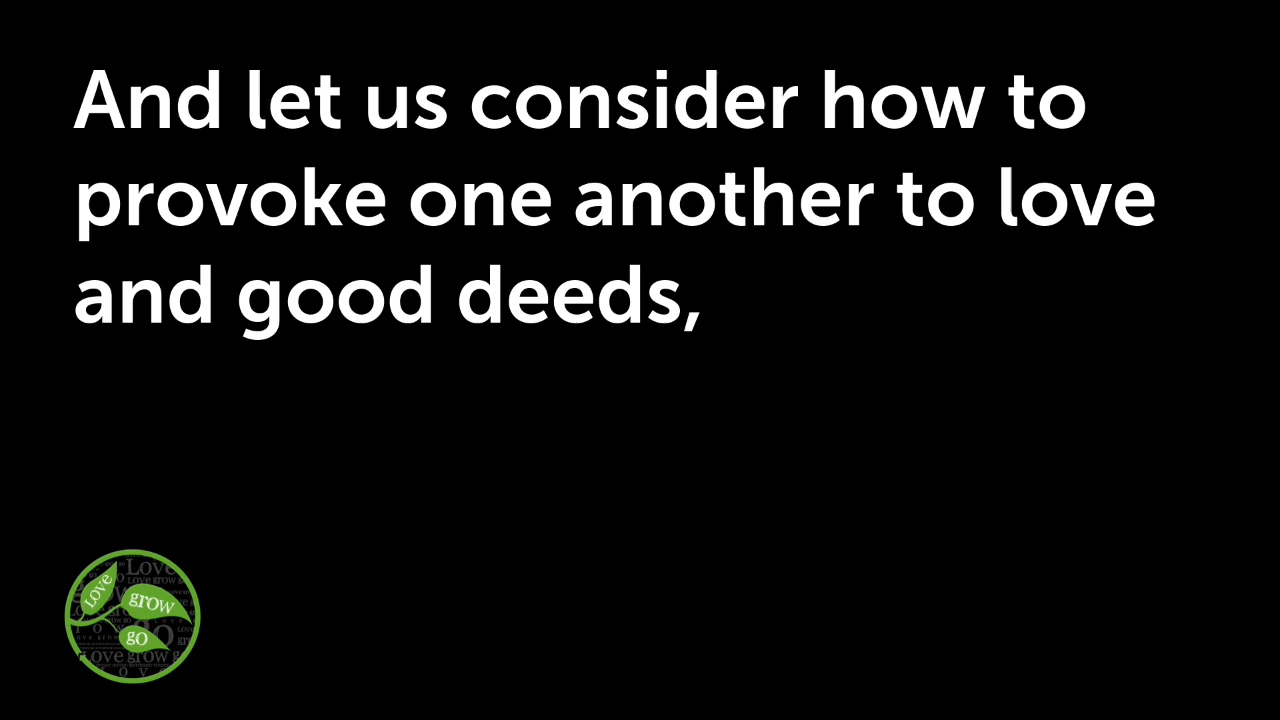 And let us consider how to
provoke one another to love
and good deeds,
Love
grow
go